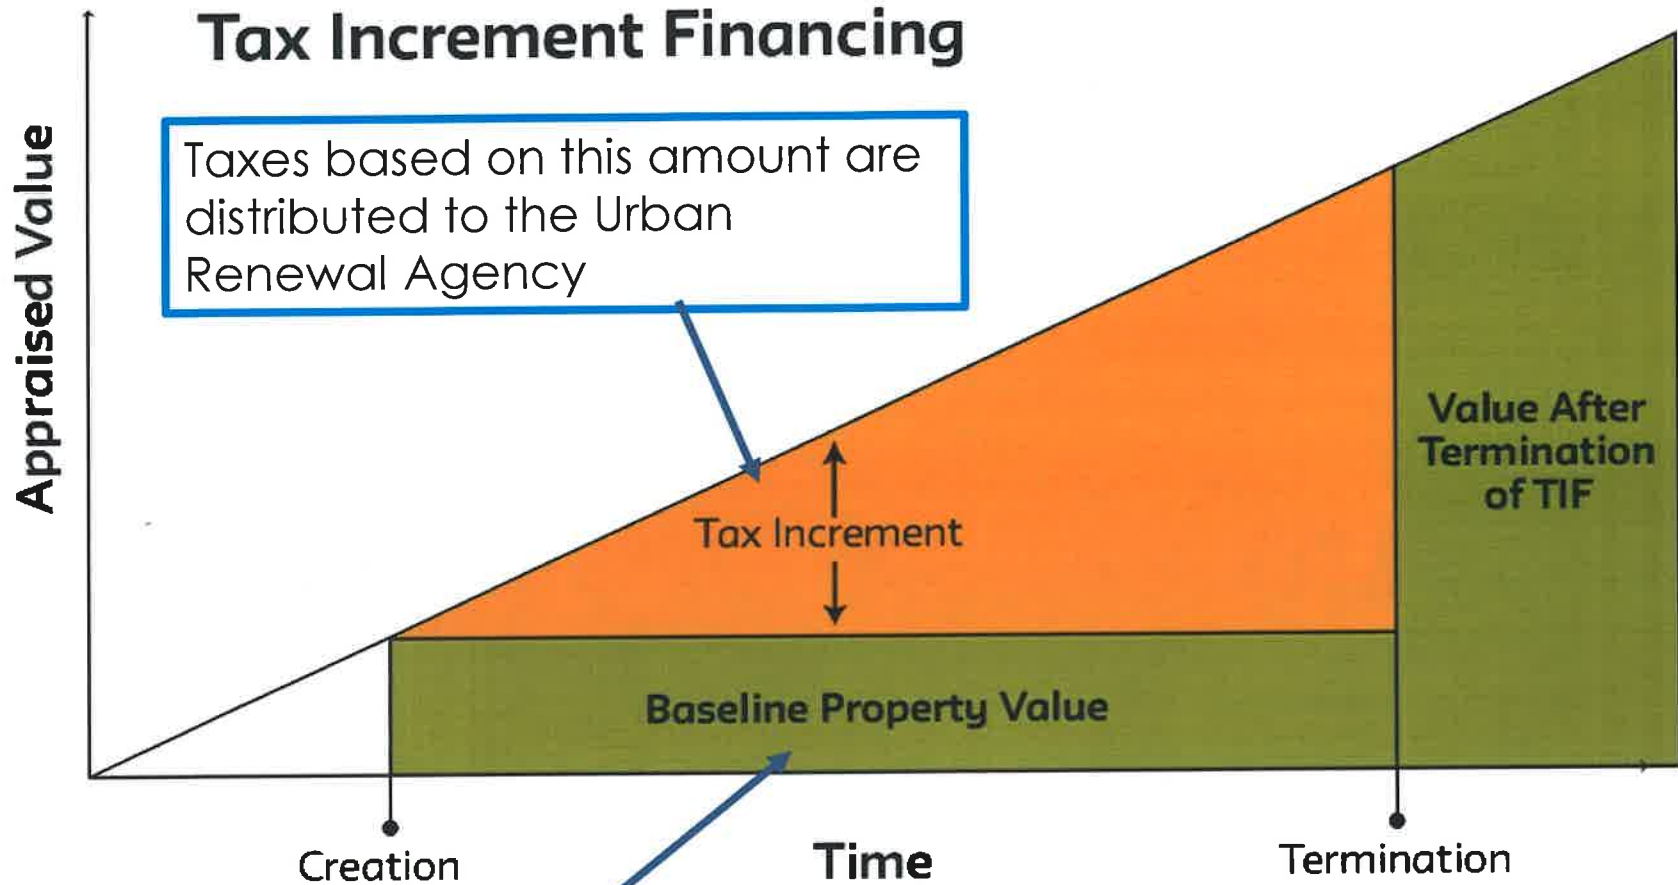 Tax Increment Financing
Taxes based on this amount are
distributed to the Urban
Renewal Agency
Appraised Value
Tax Increment
Value After
Termination
of TIF
Baseline Property Value
Creation
Time
Termination